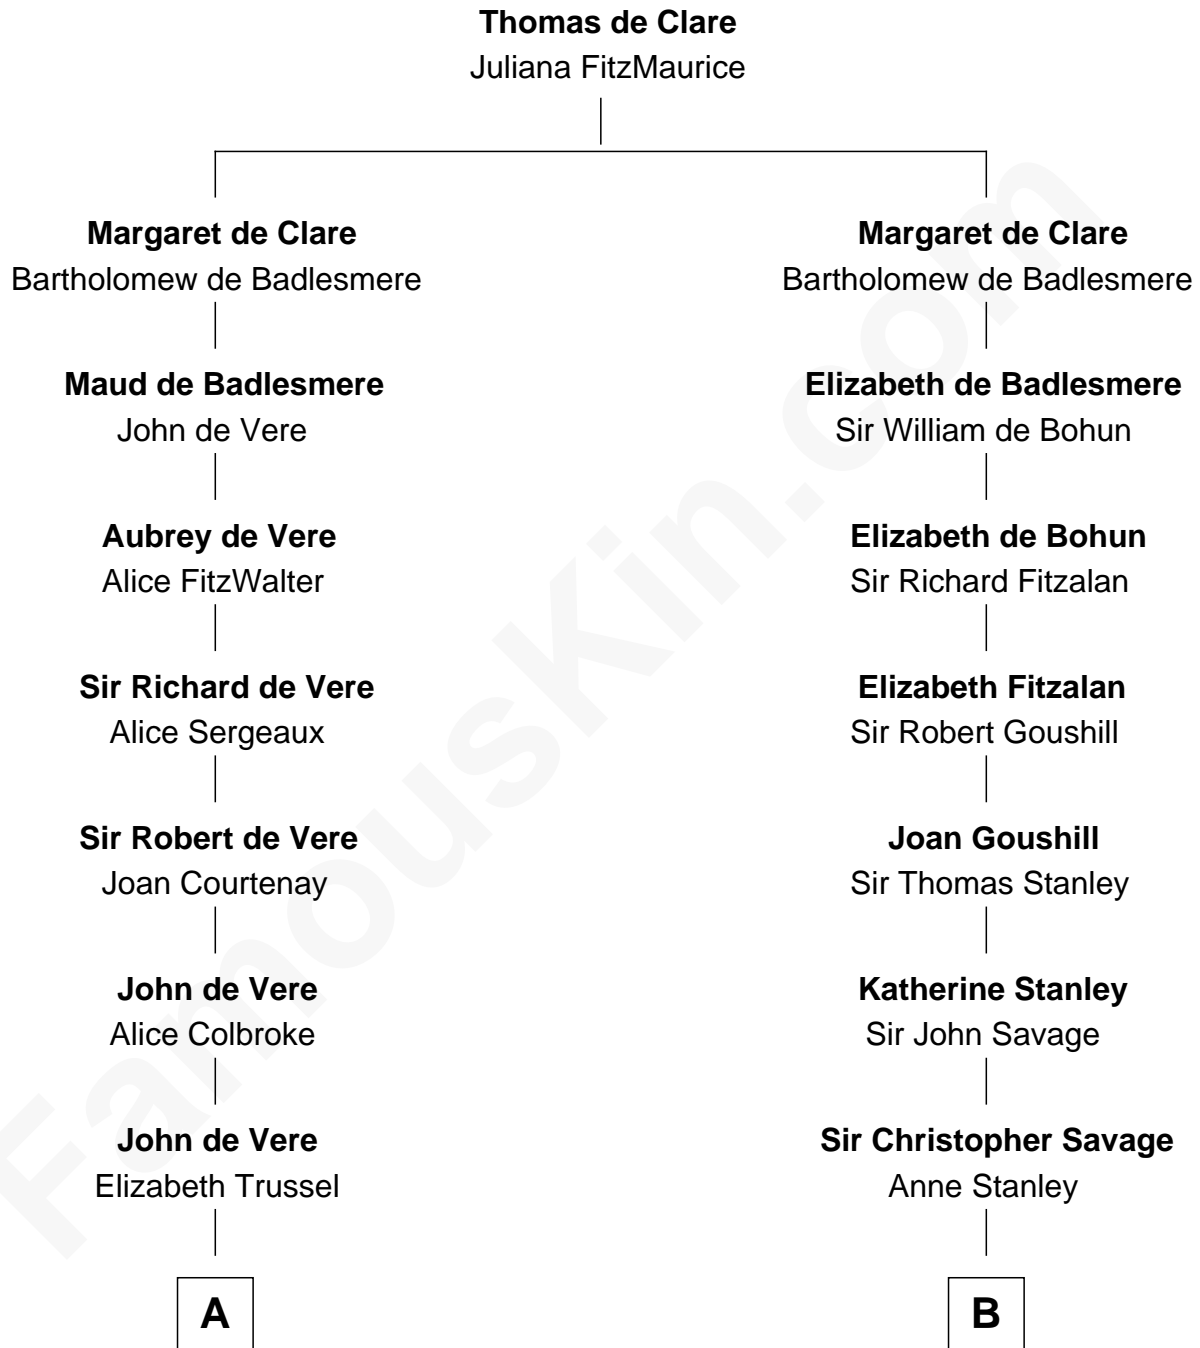 Thomas de Clare
Juliana FitzMaurice
Margaret de Clare
Bartholomew de Badlesmere
Maud de Badlesmere
John de Vere
Aubrey de Vere
Alice FitzWalter
Sir Richard de Vere
Alice Sergeaux
Sir Robert de Vere
Joan Courtenay
John de Vere
Alice Colbroke
John de Vere
Elizabeth Trussel
A
Margaret de Clare
Bartholomew de Badlesmere
Elizabeth de Badlesmere
Sir William de Bohun
Elizabeth de Bohun
Sir Richard Fitzalan
Elizabeth Fitzalan
Sir Robert Goushill
Joan Goushill
Sir Thomas Stanley
Katherine Stanley
Sir John Savage
Sir Christopher Savage
Anne Stanley
B
FamousKin.com